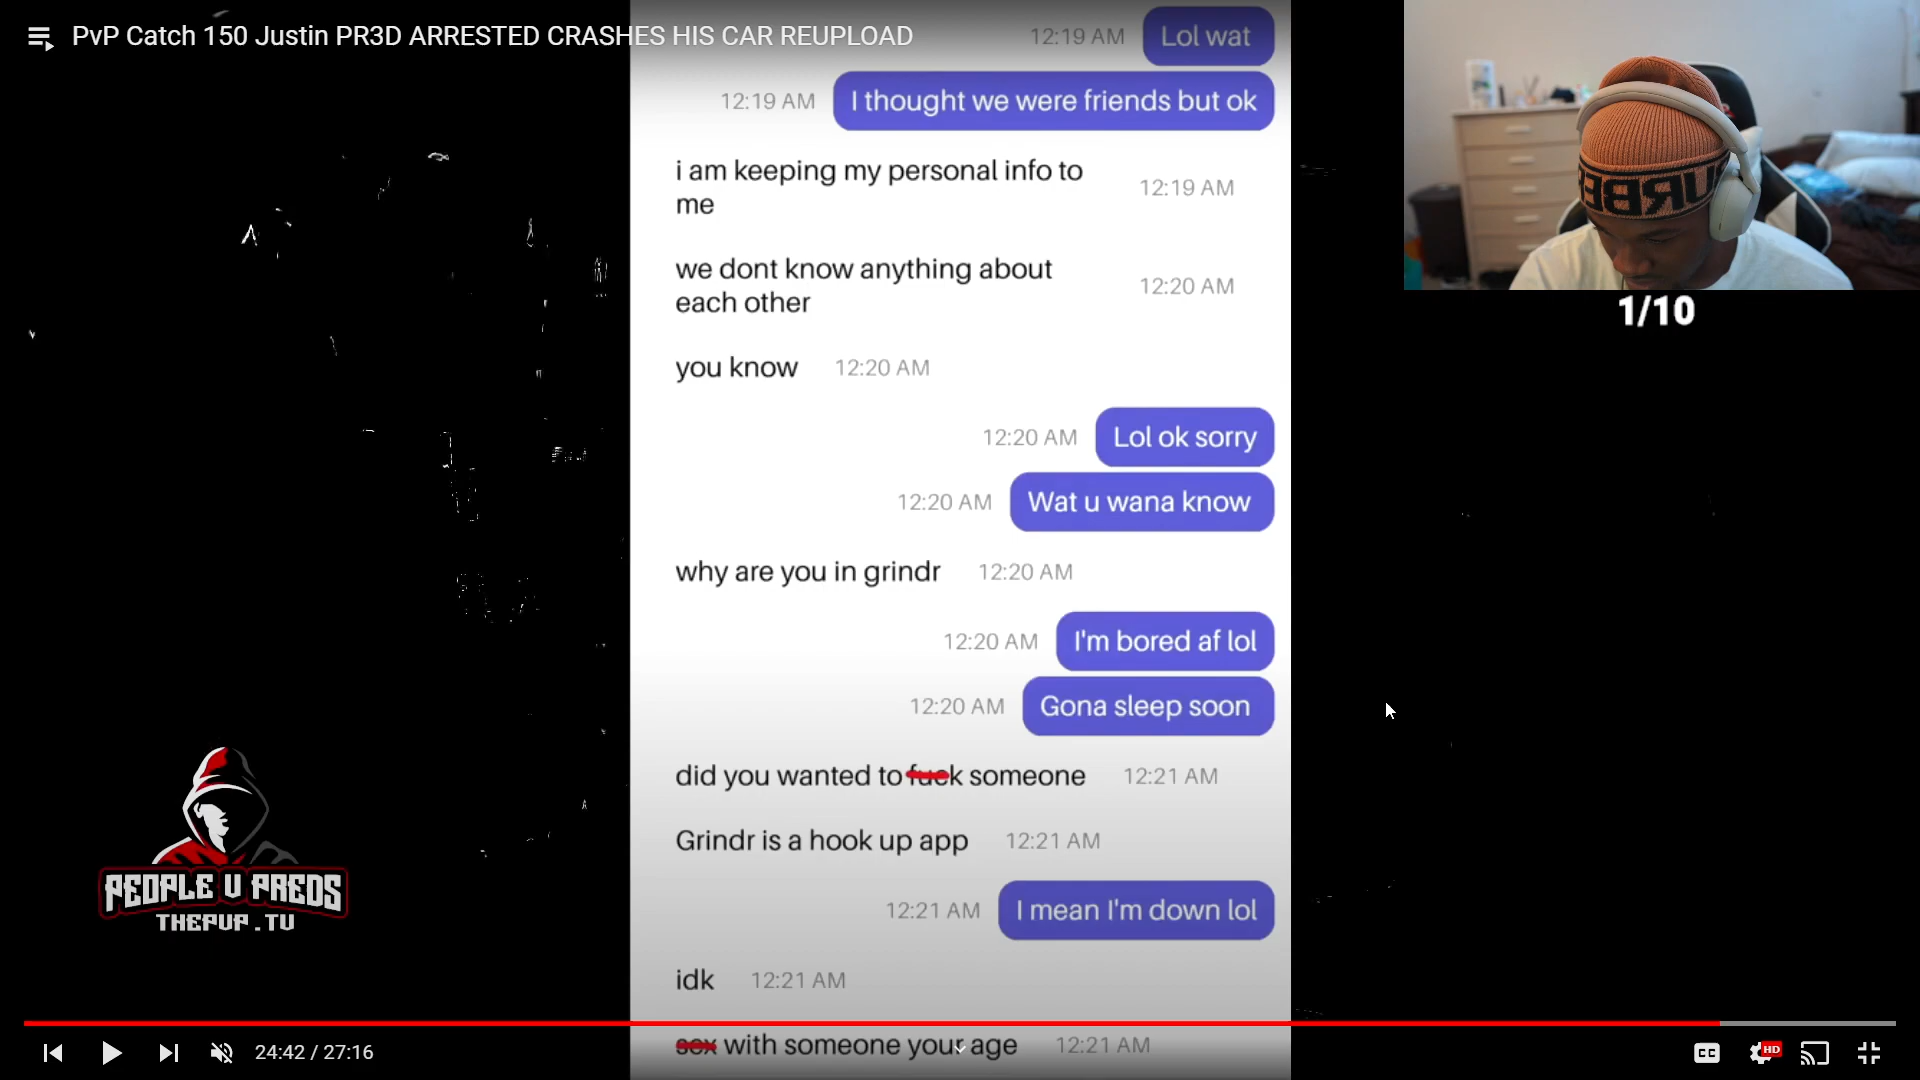 PvP Catch 150 Justin PR3D ARRESTED CRASHES HIS CAR REUPLOAD
12:19 AM Lol wat
12:19 AM I thought we were friends but ok
i am keeping my personal info to
me
12:19 AM
we dont know anything about
each other
12:20 AM
you know 12:20 AM
12:20 AM Lol ok sorry
12:20 AM Wat u wana know
why are you in grindr 12:20 AM
12:20 AM I'm bored af lol
12:20 AM Gona sleep soon
did you wanted to fuck someone 12:21 AM
Grindr is a hook up app 12:21 AM
12:21 AM I mean I'm down lol
idk 12:21 AM
sex with someone your age 12:21 AM
1/10
PEOPLE V PREDS
THEPVP.TV
24:42 / 27:16
CC
HD